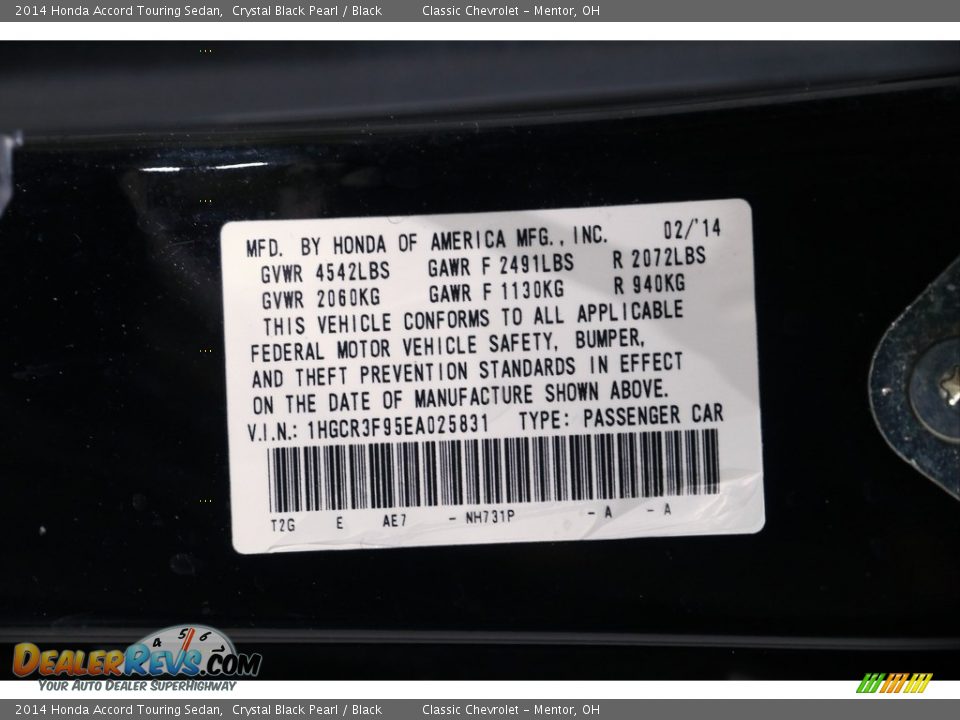 2014 Honda Accord Touring Sedan, Crystal Black Pearl / Black Classic Chevrolet - Mentor, OH
MFD. BY HONDA OF AMERICA MFG., INC. 02/'14
GVWR 4542LBS GAWR F 2491LBS R 2072LBS
GVWR 2060KG GAWR F 1130KG R 940KG
THIS VEHICLE CONFORMS TO ALL APPLICABLE
FEDERAL MOTOR VEHICLE SAFETY, BUMPER,
AND THEFT PREVENTION STANDARDS IN EFFECT
ON THE DATE OF MANUFACTURE SHOWN ABOVE.
V.I.N.: 1HGCR3F95EA025831 TYPE: PASSENGER CAR
T2G E AE7 - NH731P - A - A
4 5 6 7
DEALERREVS.COM
YOUR AUTO DEALER SUPERHIGHWAY
2014 Honda Accord Touring Sedan, Crystal Black Pearl / Black Classic Chevrolet - Mentor, OH